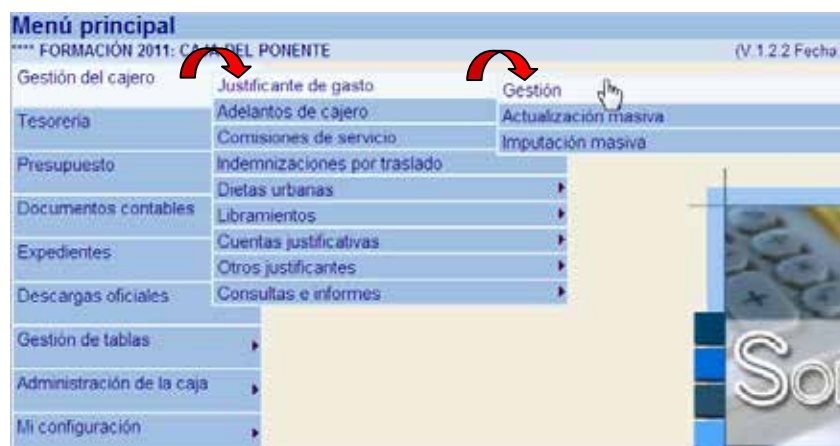 Menú principal
**** FORMACIÓN 2011: CAJA DEL PONENTE
(V.1.2.2 Fecha
Gestión del cajero
Tesorería
Presupuesto
Documentos contables
Expedientes
Descargas oficiales
Gestión de tablas
Administración de la caja
Mi configuración
Justificante de gasto
Adelantos de cajero
Comisiones de servicio
Indemnizaciones por traslado
Dietas urbanas
Libramientos
Cuentas justificativas
Otros justificantes
Consultas e informes
Gestión
Actualización masiva
Imputación masiva